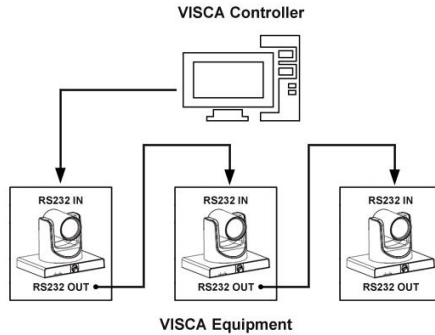 VISCA Controller
RS232 IN
RS232 IN
RS232 IN
RS232 OUT
RS232 OUT
RS232 OUT
VISCA Equipment